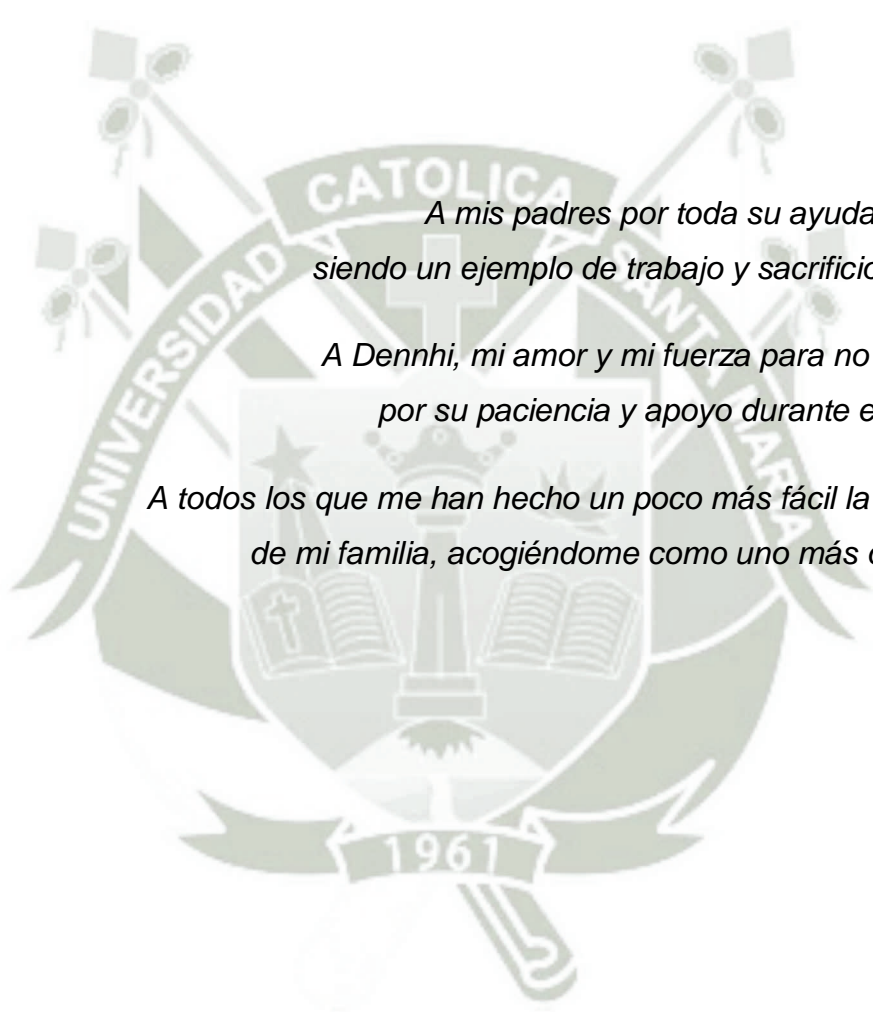 UNIVERSIDAD CATOLICA SANTA MARIA
A mis padres por toda su ayuda
siendo un ejemplo de trabajo y sacrificio
A Dennhi, mi amor y mi fuerza para no
por su paciencia y apoyo durante e
A todos los que me han hecho un poco más fácil la
de mi familia, acogiéndome como uno más
1961